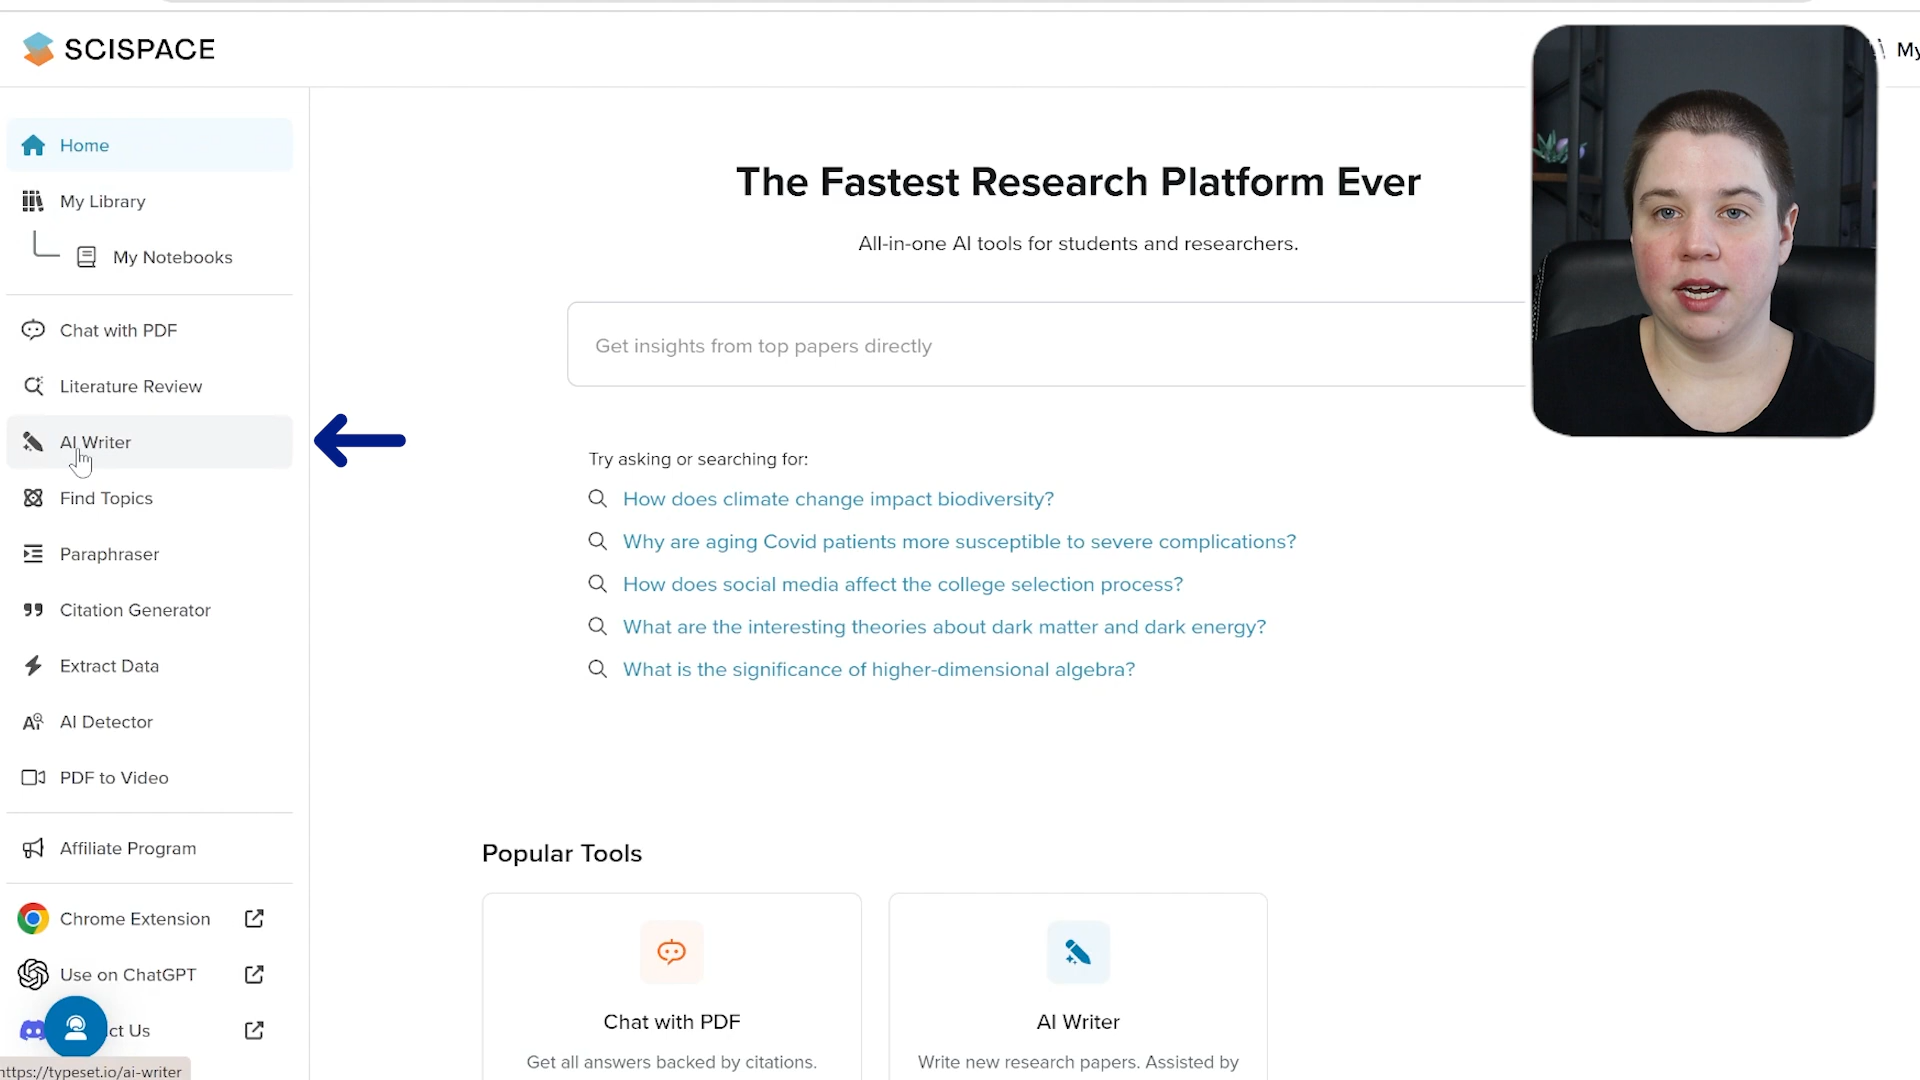 SCISPACE
My
Home
My Library
My Notebooks
Chat with PDF
Literature Review
AI Writer
Find Topics
Paraphraser
Citation Generator
Extract Data
AI Detector
PDF to Video
Affiliate Program
Chrome Extension
Use on ChatGPT
ct Us
https://typeset.io/ai-writer
The Fastest Research Platform Ever
All-in-one AI tools for students and researchers.
Get insights from top papers directly
Try asking or searching for:
How does climate change impact biodiversity?
Why are aging Covid patients more susceptible to severe complications?
How does social media affect the college selection process?
What are the interesting theories about dark matter and dark energy?
What is the significance of higher-dimensional algebra?
Popular Tools
Chat with PDF
Get all answers backed by citations.
AI Writer
Write new research papers. Assisted by